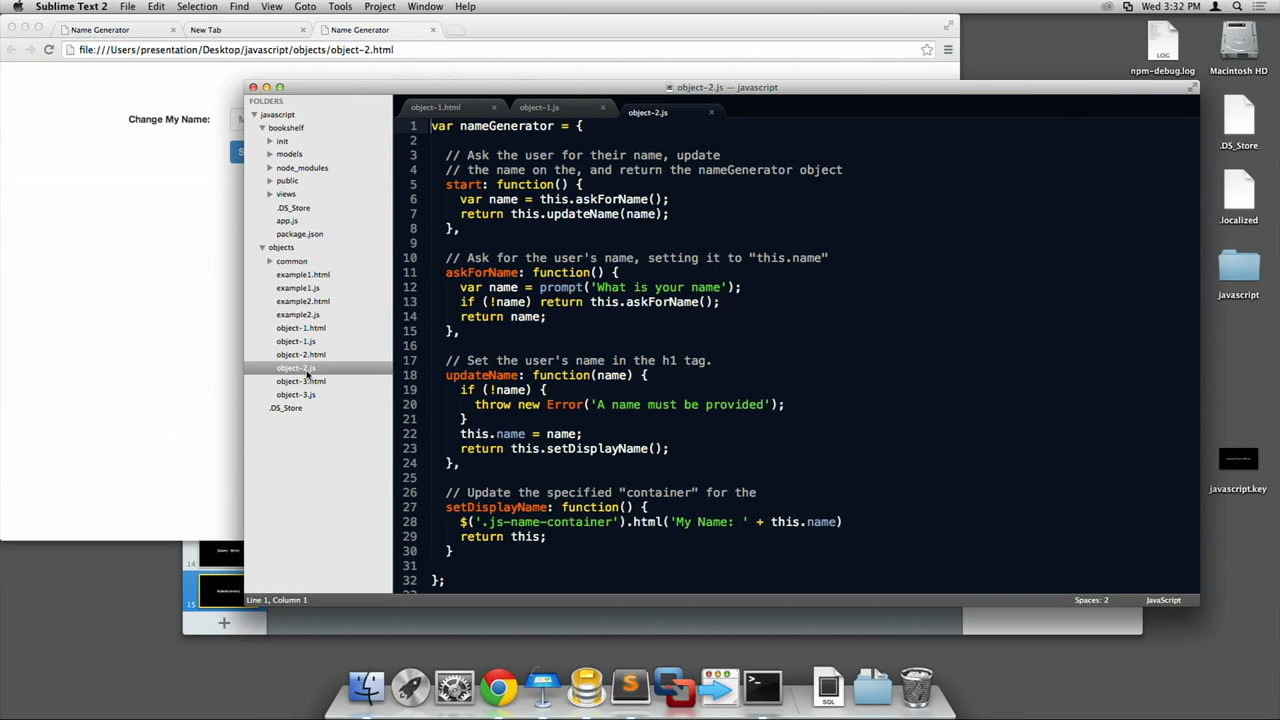 Sublime Text 2 File Edit Selection Find View Goto Tools Project Window Help Wed 3:32 PM
Name Generator New Tab Name Generator
file:///Users/presentation/Desktop/javascript/objects/object-2.html
Change My Name:
object-2.js — javascript
FOLDERS
javascript
bookshelf
init
models
node_modules
public
views
.DS_Store
app.js
package.json
objects
common
example1.html
example1.js
example2.html
example2.js
object-1.html
object-1.js
object-2.html
object-2.js
object-3.html
object-3.js
.DS_Store
object-1.html object-1.js object-2.js
1 var nameGenerator = {
2
3 // Ask the user for their name, update
4 // the name on the, and return the nameGenerator object
5 start: function() {
6 var name = this.askForName();
7 return this.updateName(name);
8 },
9
10 // Ask for the user's name, setting it to "this.name"
11 askForName: function() {
12 var name = prompt('What is your name');
13 if (!name) return this.askForName();
14 return name;
15 },
16
17 // Set the user's name in the h1 tag.
18 updateName: function(name) {
19 if (!name) {
20 throw new Error('A name must be provided');
21 }
22 this.name = name;
23 return this.setDisplayName();
24 },
25
26 // Update the specified "container" for the
27 setDisplayName: function() {
28 $('.js-name-container').html('My Name: ' + this.name)
29 return this;
30 }
31
32 };
Line 1, Column 1 Spaces: 2 JavaScript
14
15
LOG
npm-debug.log
Macintosh HD
.DS_Store
.localized
javascript
javascript.key
SQL